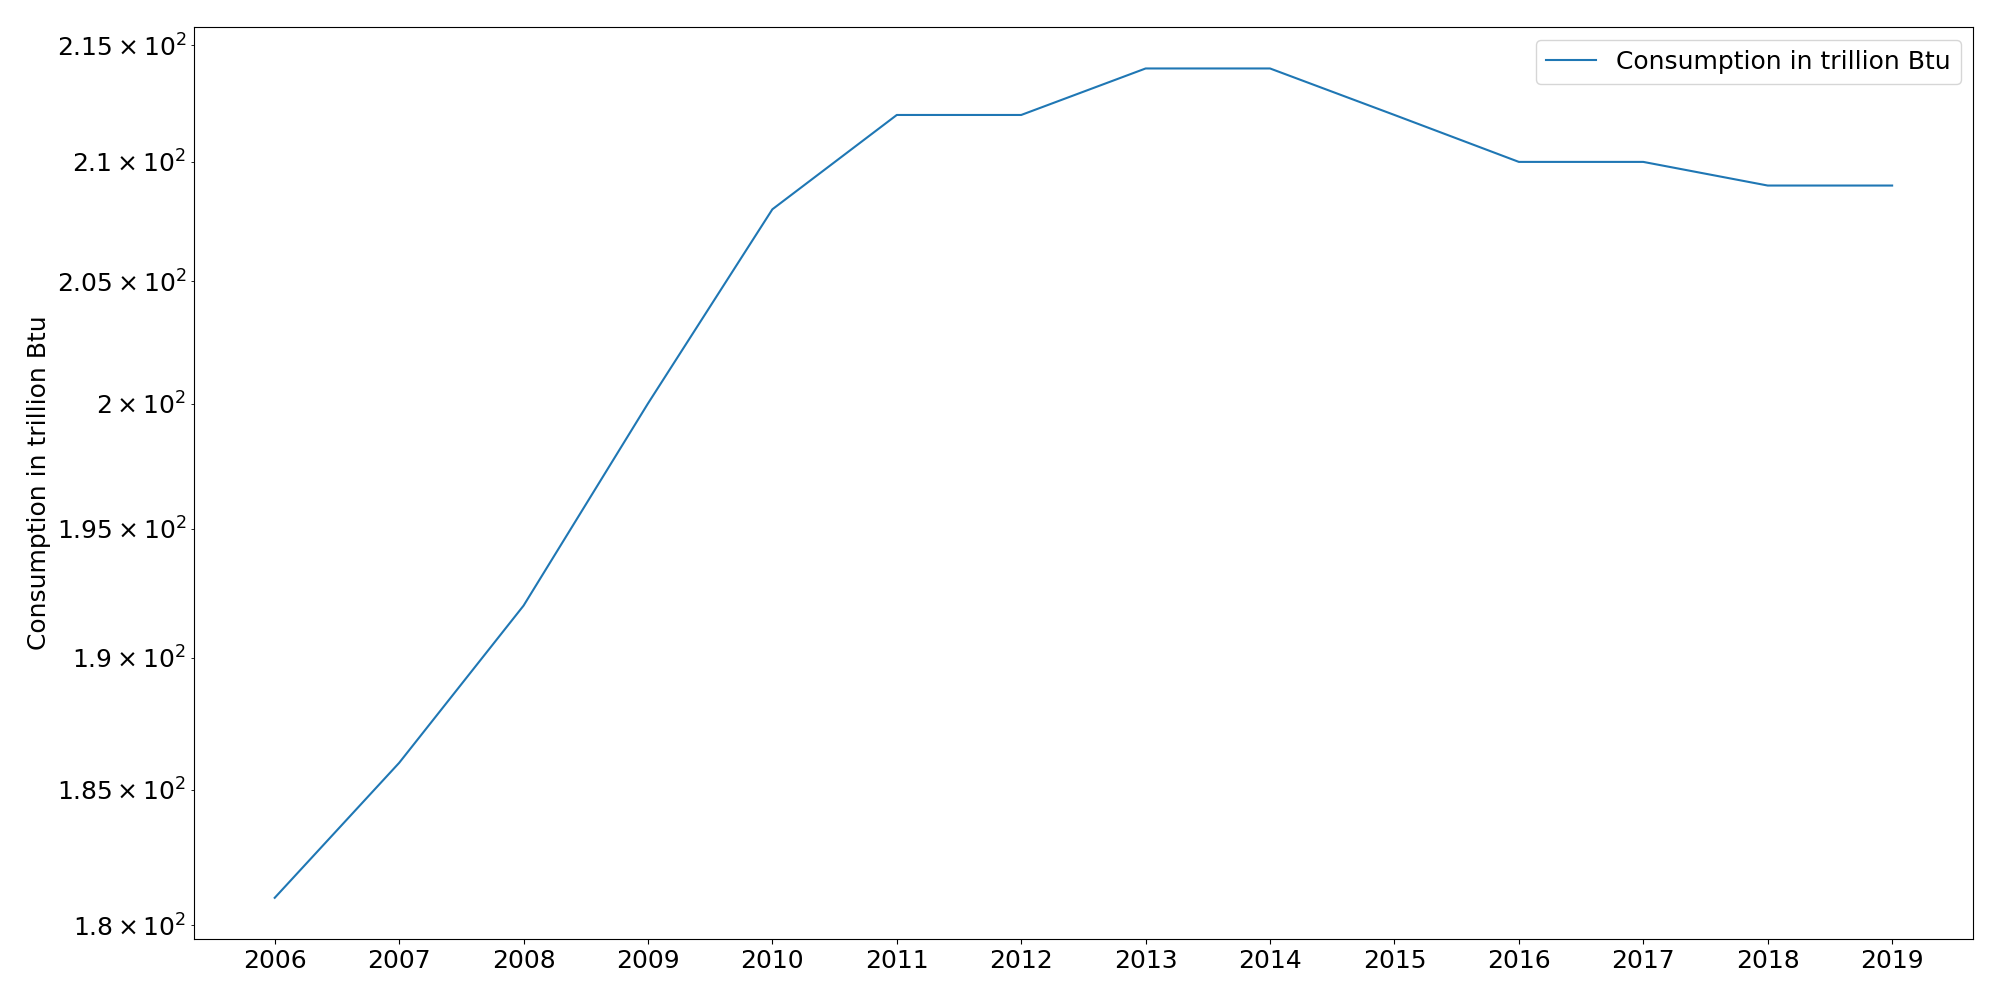 Consumption in trillion Btu
2.15 × 10²
2.1 × 10²
2.05 × 10²
2 × 10²
1.95 × 10²
1.9 × 10²
1.85 × 10²
1.8 × 10²
Consumption in trillion Btu
2006 2007 2008 2009 2010 2011 2012 2013 2014 2015 2016 2017 2018 2019